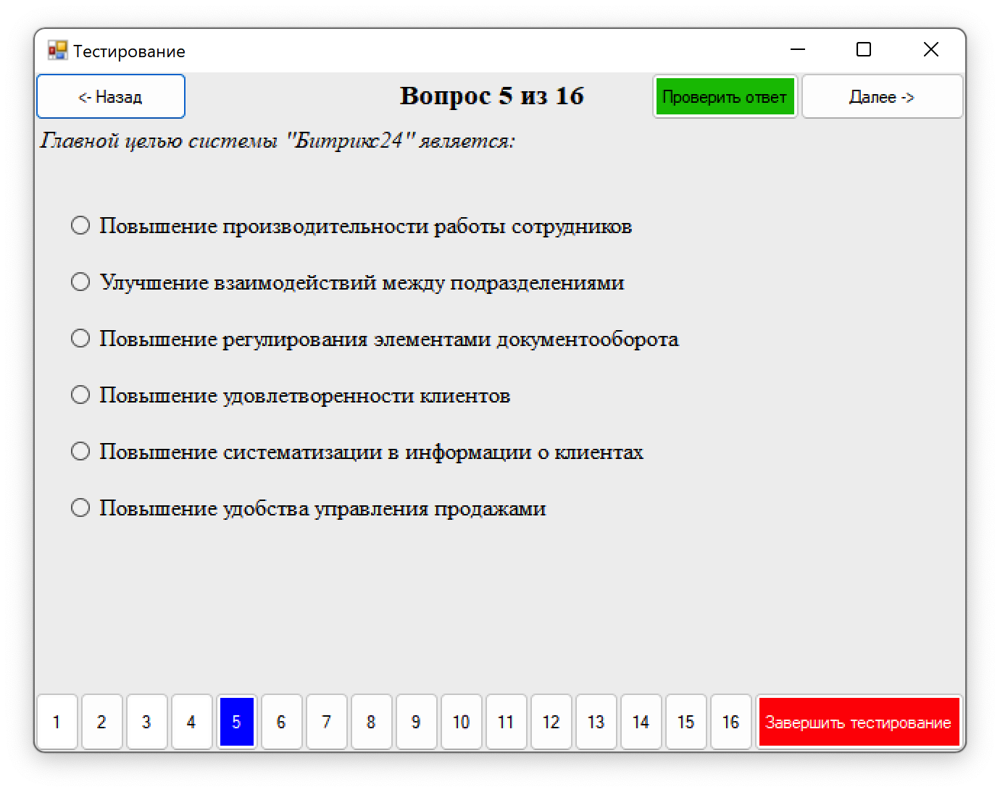 Тестирование
<- Назад
Вопрос 5 из 16
Проверить ответ
Далее ->
Главной целью системы "Битрикс24" является:
Повышение производительности работы сотрудников
Улучшение взаимодействий между подразделениями
Повышение регулирования элементами документооборота
Повышение удовлетворенности клиентов
Повышение систематизации в информации о клиентах
Повышение удобства управления продажами
1 2 3 4 5 6 7 8 9 10 11 12 13 14 15 16 Завершить тестирование